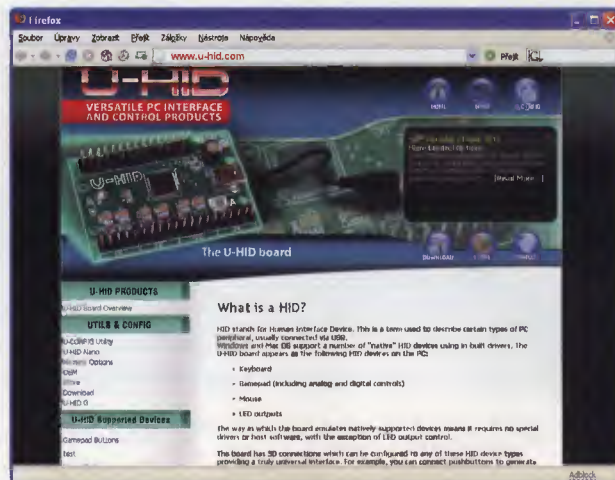 Firefox
Soubor Úpravy Zobrazit Přejít Záložky Nástroje Nápověda
www.u-hid.com
Přejít
U-HID
VERSATILE PC INTERFACE
AND CONTROL PRODUCTS
HOME
[Read More...]
U-HID
The U-HID board
DOWNLOAD
U-HID PRODUCTS
U-HID Board Overview
UTILS & CONFIG
U-CONFIG Utility
U-HID Nano
Options
OEM
Download
U-HID G
U-HID Supported Devices
Gamepad Buttons
test
What is a HID?
HID stands for Human Interface Device. This is a term used to describe certain types of PC
peripheral, usually connected via USB.
Windows and Mac OS support a number of "native" HID devices using in built drivers. The
U-HID board appears as the following HID devices on the PC:
• Keyboard
• Gamepad (including analog and digital controls)
• Mouse
• LED outputs
The way in which the board emulates natively supported devices means it requires no special
drivers or host software, with the exception of LED output control.
The board has 50 connections which can be configured to any of these HID device types
providing a truly universal interface. For example, you can connect pushbuttons to generate
Adblock